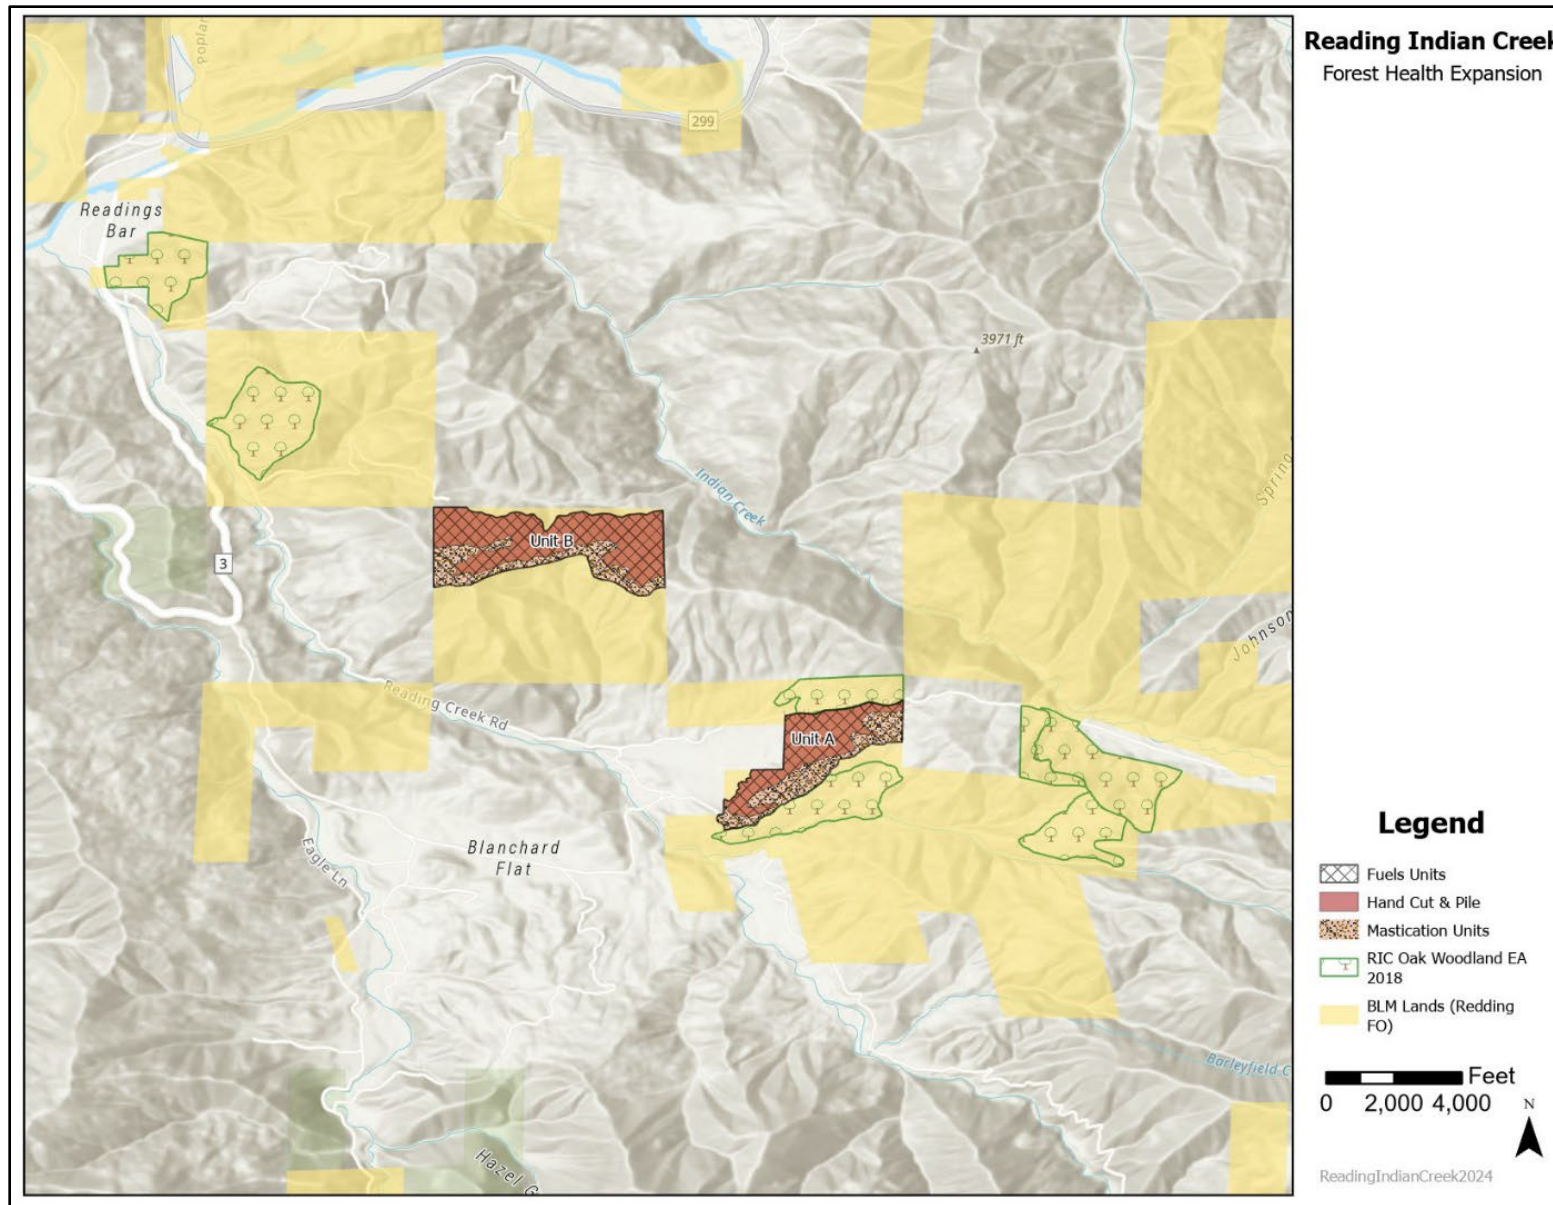 Reading Indian Creek
Forest Health Expansion
Poplar
299
Readings
Bar
3971 ft
Spring
Indian Creek
Unit B
3
Johnson
Reading Creek Rd
Unit A
Blanchard
Flat
Eagle Ln
Barleyfield C
Hazel G
Legend
Fuels Units
Hand Cut & Pile
Mastication Units
RIC Oak Woodland EA
2018
BLM Lands (Redding
FO)
Feet
0 2,000 4,000
N
ReadingIndianCreek2024